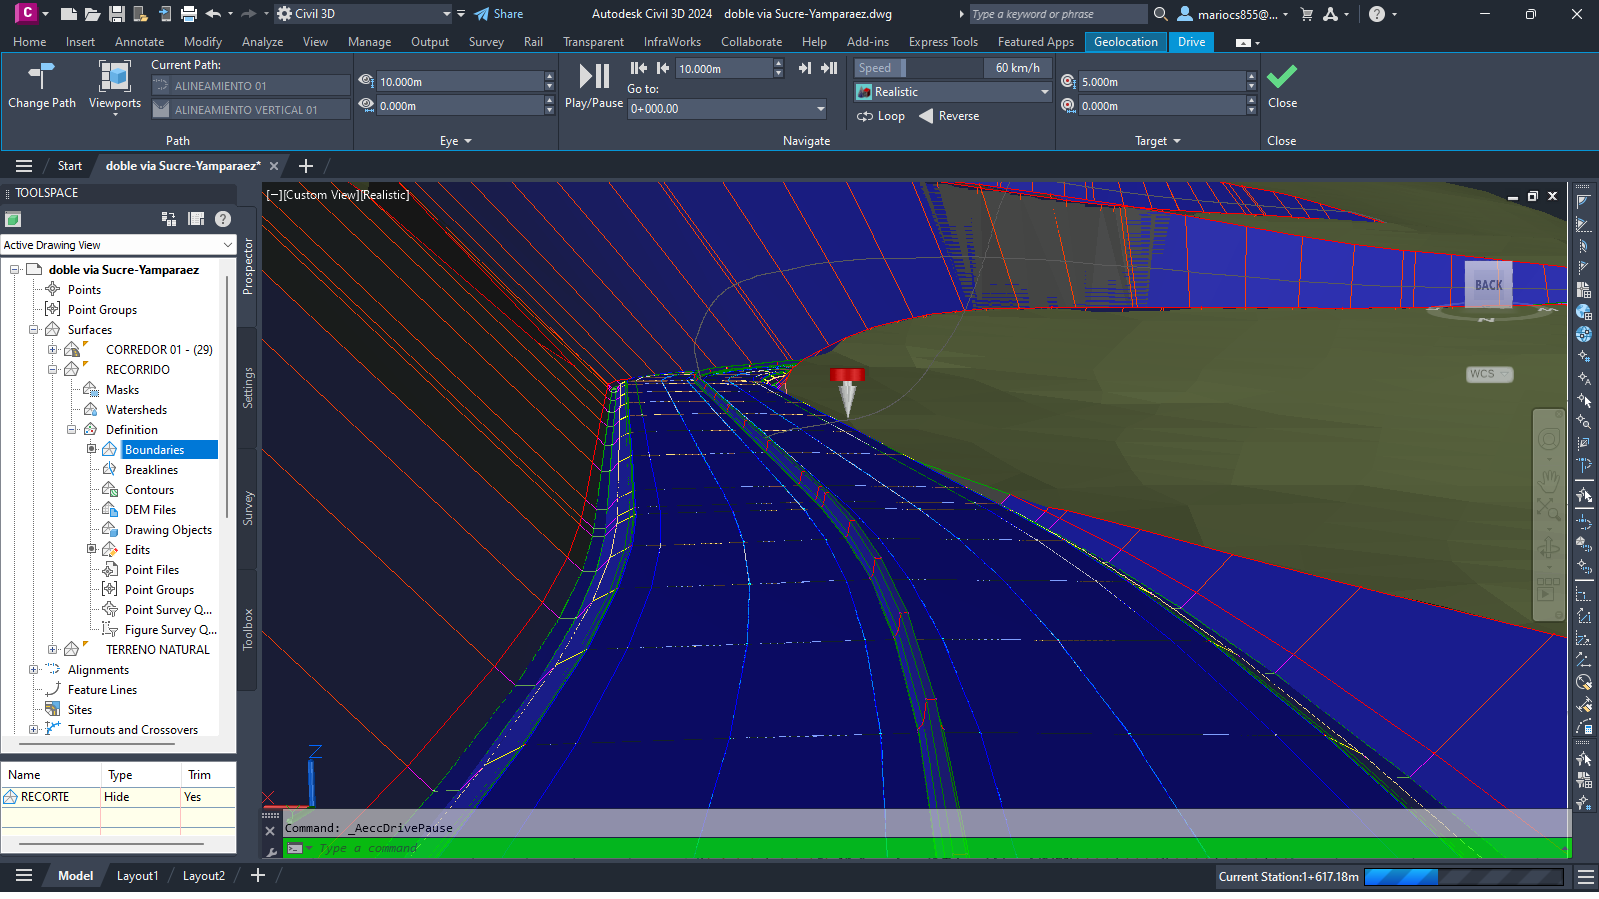 C
Civil 3D
Share
Autodesk Civil 3D 2024 doble via Sucre-Yamparaez.dwg
Type a keyword or phrase
mariocs855@...
Home Insert Annotate Modify Analyze View Manage Output Survey Rail Transparent InfraWorks Collaborate Help Add-ins Express Tools Featured Apps Geolocation Drive
Change Path
Viewports
Current Path:
ALINEAMIENTO 01
ALINEAMIENTO VERTICAL 01
Path
10.000m
0.000m
Eye
Play/Pause
10.000m
Go to:
0+000.00
Speed 60 km/h
Realistic
Loop Reverse
Navigate
5.000m
0.000m
Target
Close
Close
Start doble via Sucre-Yamparaez*
TOOLSPACE
Active Drawing View
doble via Sucre-Yamparaez
Points
Point Groups
Surfaces
CORREDOR 01 - (29)
RECORRIDO
Masks
Watersheds
Definition
Boundaries
Breaklines
Contours
DEM Files
Drawing Objects
Edits
Point Files
Point Groups
Point Survey Q...
Figure Survey Q...
TERRENO NATURAL
Alignments
Feature Lines
Sites
Turnouts and Crossovers
Prospector
Settings
Survey
Toolbox
Name Type Trim
RECORTE Hide Yes
[−][Custom View][Realistic]
BACK
N
WCS
Z
X
Command: _AeccDrivePause
Type a command
Model Layout1 Layout2
Current Station:1+617.18m